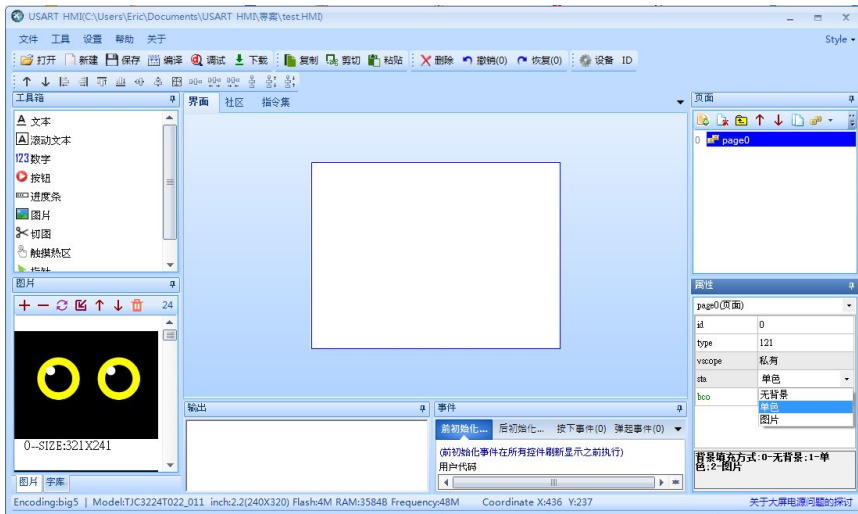 USART HMI(C:\Users\Eric\Documents\USART HMI\專案\test.HMI)
文件 工具 设置 帮助 关于 Style
打开 新建 保存 编译 调试 下载 复制 剪切 粘贴 删除 撤销(0) 恢复(0) 设备 ID
工具箱
A 文本
A 滚动文本
123 数字
按钮
进度条
图片
切图
触摸热区
指针
图片
24
0--SIZE:321X241
图片 字库
界面 社区 指令集
输出
事件
前初始化... 后初始化... 按下事件(0) 弹起事件(0)
(前初始化事件在所有控件刷新显示之前执行)
用户代码
页面
0 page0
属性
page0(页面)
id 0
type 121
vscope 私有
sta 单色
bco 无背景
单色
图片
背景填充方式:0-无背景;1-单
色;2-图片
Encoding:big5 | Model:TJC3224T022_011 inch:2.2(240X320) Flash:4M RAM:3584B Frequency:48M Coordinate X:436 Y:237 关于大屏电源问题的探讨